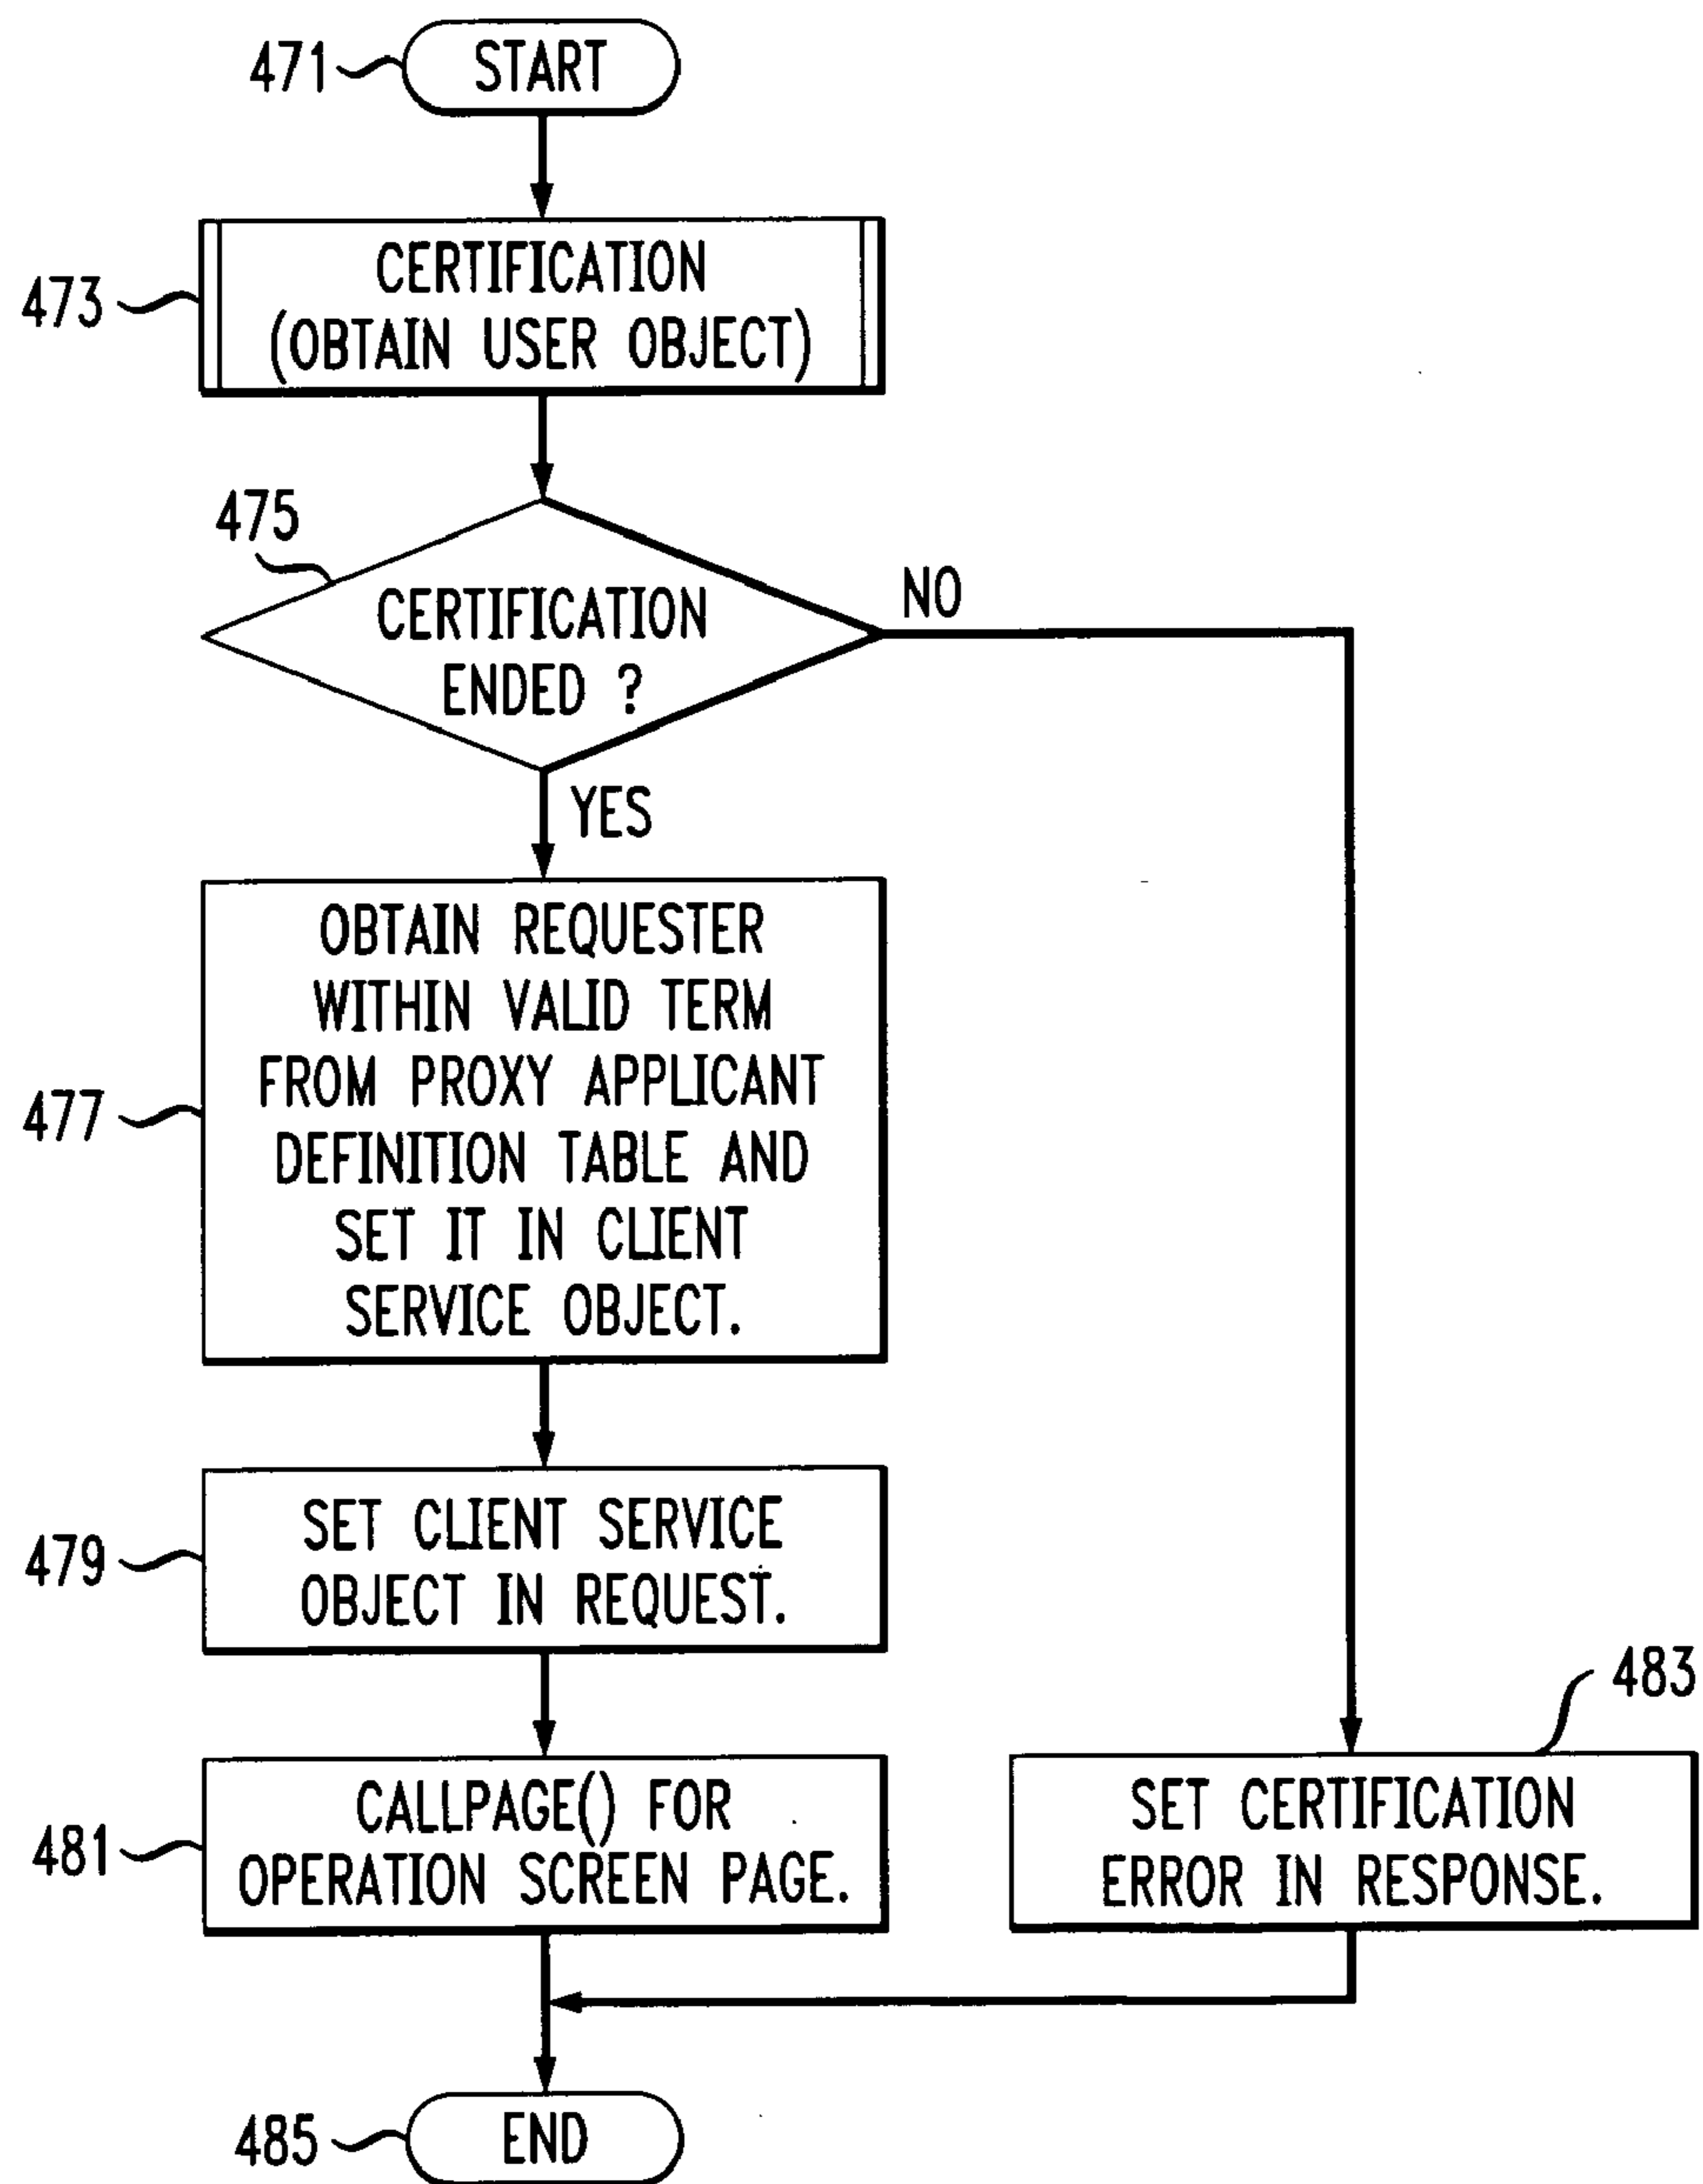 471
START
473
CERTIFICATION
(OBTAIN USER OBJECT)
475
CERTIFICATION
ENDED ?
NO
YES
477
OBTAIN REQUESTER
WITHIN VALID TERM
FROM PROXY APPLICANT
DEFINITION TABLE AND
SET IT IN CLIENT
SERVICE OBJECT.
479
SET CLIENT SERVICE
OBJECT IN REQUEST.
481
CALLPAGE() FOR
OPERATION SCREEN PAGE.
483
SET CERTIFICATION
ERROR IN RESPONSE.
485
END